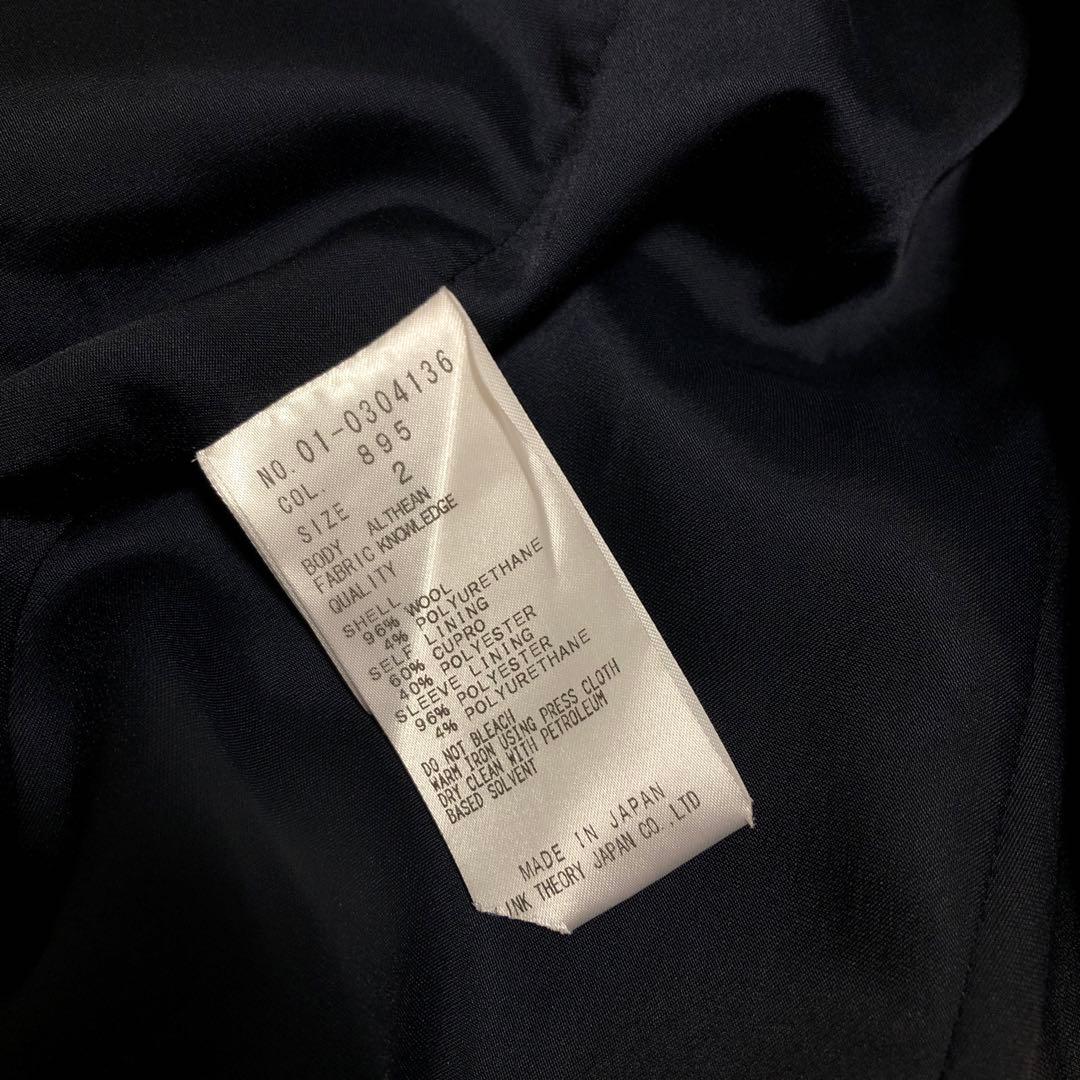 NO. 01-0304136
COL. 895
SIZE 2
BODY ALTHEAN
FABRIC KNOWLEDGE
QUALITY
SHELL
96% WOOL
4% POLYURETHANE
SELF LINING
60% CUPRO
40% POLYESTER
SLEEVE LINING
96% POLYESTER
4% POLYURETHANE
DO NOT BLEACH
WARM IRON USING PRESS CLOTH
DRY CLEAN WITH PETROLEUM
BASED SOLVENT
MADE IN JAPAN
LINK THEORY JAPAN CO.,LTD